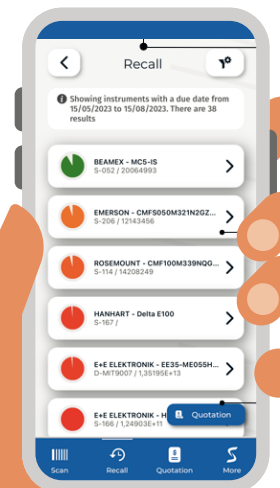 Recall
Showing instruments with a due date from
15/05/2023 to 15/08/2023. There are 38
results
BEAMEX - MC5-IS
S-052 / 20064993
EMERSON - CMFS050M321N2GZ...
S-206 / 12143456
ROSEMOUNT - CMF100M339NQG...
S-114 / 14208249
HANHART - Delta E100
S-167 /
E+E ELEKTRONIK - EE35-ME055H...
D-MIT9007 / 1,35195E+13
E+E ELEKTRONIK - H
S-166 / 1,24903E+11
Quotation
Scan Recall Quotation More